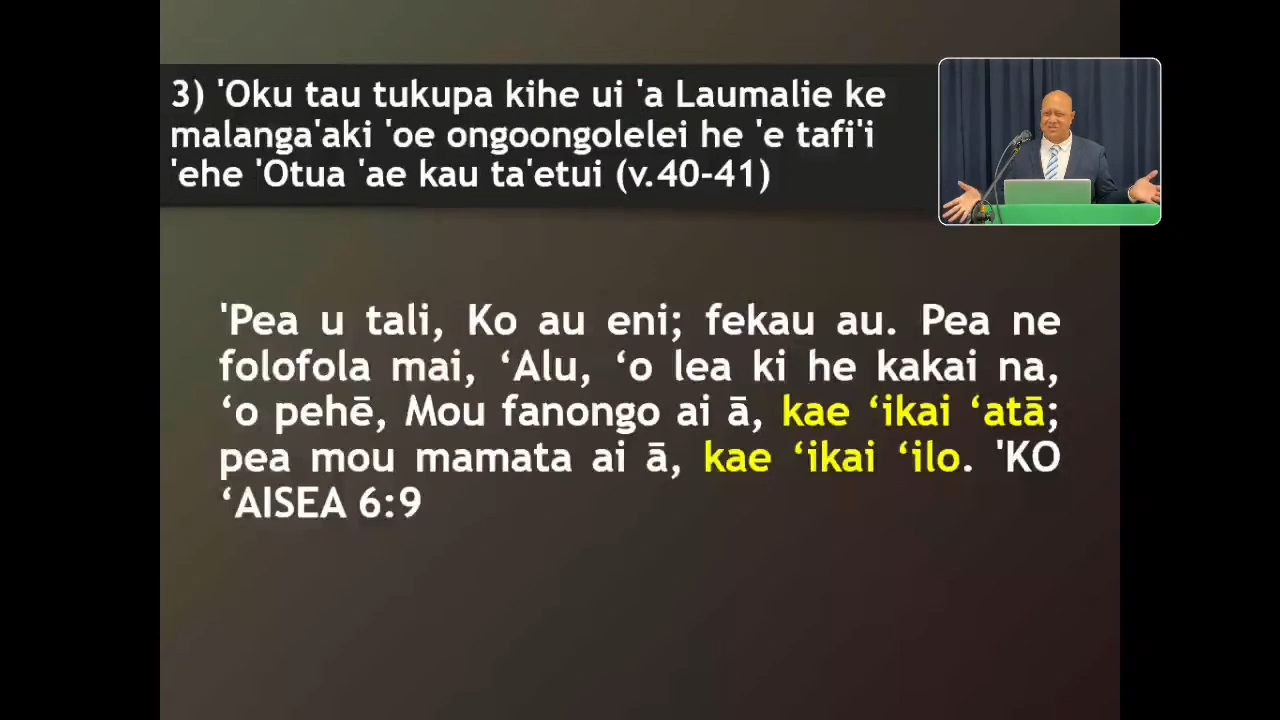 3) 'Oku tau tukupa kihe ui 'a Laumalie ke
malanga'aki 'oe ongoongolelei he 'e tafi'i
'ehe 'Otua 'ae kau ta'etui (v.40-41)
'Pea u tali, Ko au eni; fekau au. Pea ne
folofola mai, ‘Alu, ‘o lea ki he kakai na,
‘o pehē, Mou fanongo ai ā, kae ‘ikai ‘atā;
pea mou mamata ai ā, kae ‘ikai ‘ilo. 'KO
‘AISEA 6:9